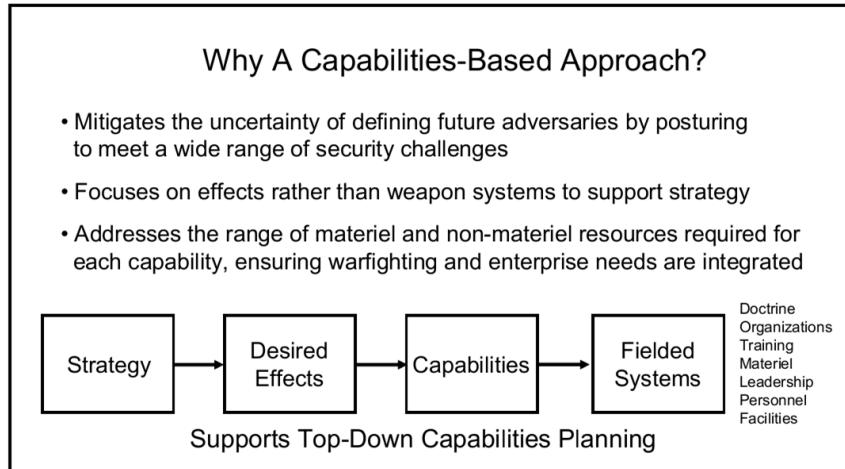 Why A Capabilities-Based Approach?
• Mitigates the uncertainty of defining future adversaries by posturing
to meet a wide range of security challenges
• Focuses on effects rather than weapon systems to support strategy
• Addresses the range of materiel and non-materiel resources required for
each capability, ensuring warfighting and enterprise needs are integrated
Strategy
Desired
Effects
Capabilities
Fielded
Systems
Doctrine
Organizations
Training
Materiel
Leadership
Personnel
Facilities
Supports Top-Down Capabilities Planning